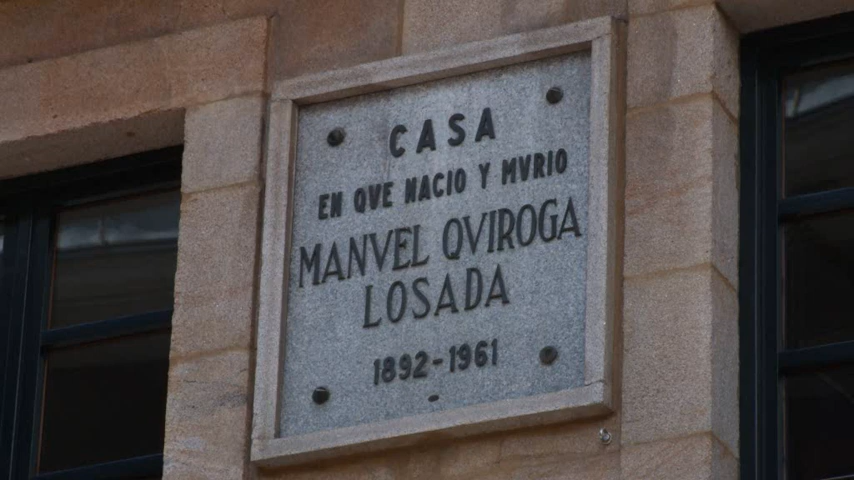 CASA
EN QVE NACIO Y MVRIO
MANVEL QVIROGA
LOSADA
1892-1961